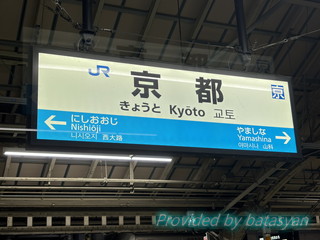 JR 京都 京
きょうと Kyōto 교토
にしおおじ
Nishiōji
니시오지 西大路
やましな
Yamashina
야마시나 山科
Provided by batasyan